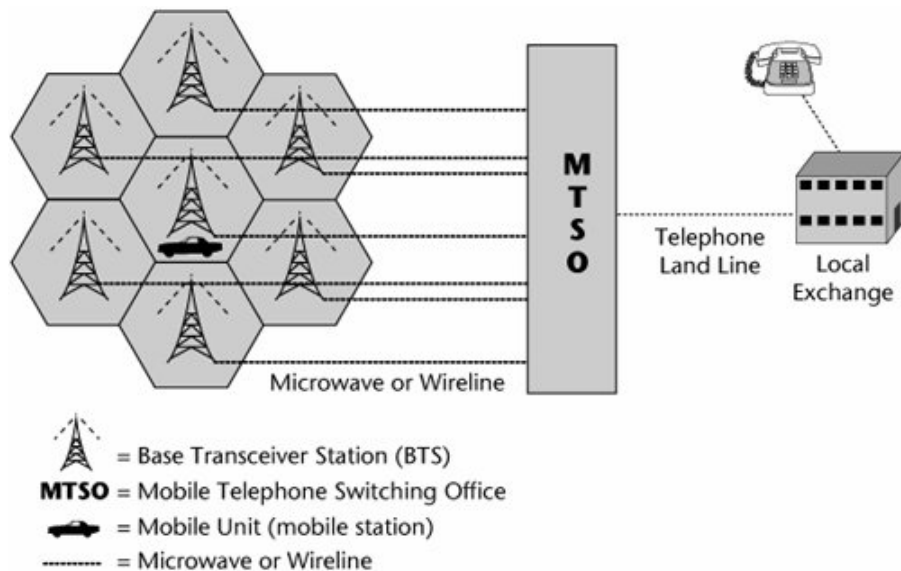 M
T
S
O
Telephone
Land Line
Local
Exchange
Microwave or Wireline
= Base Transceiver Station (BTS)
MTSO = Mobile Telephone Switching Office
= Mobile Unit (mobile station)
= Microwave or Wireline